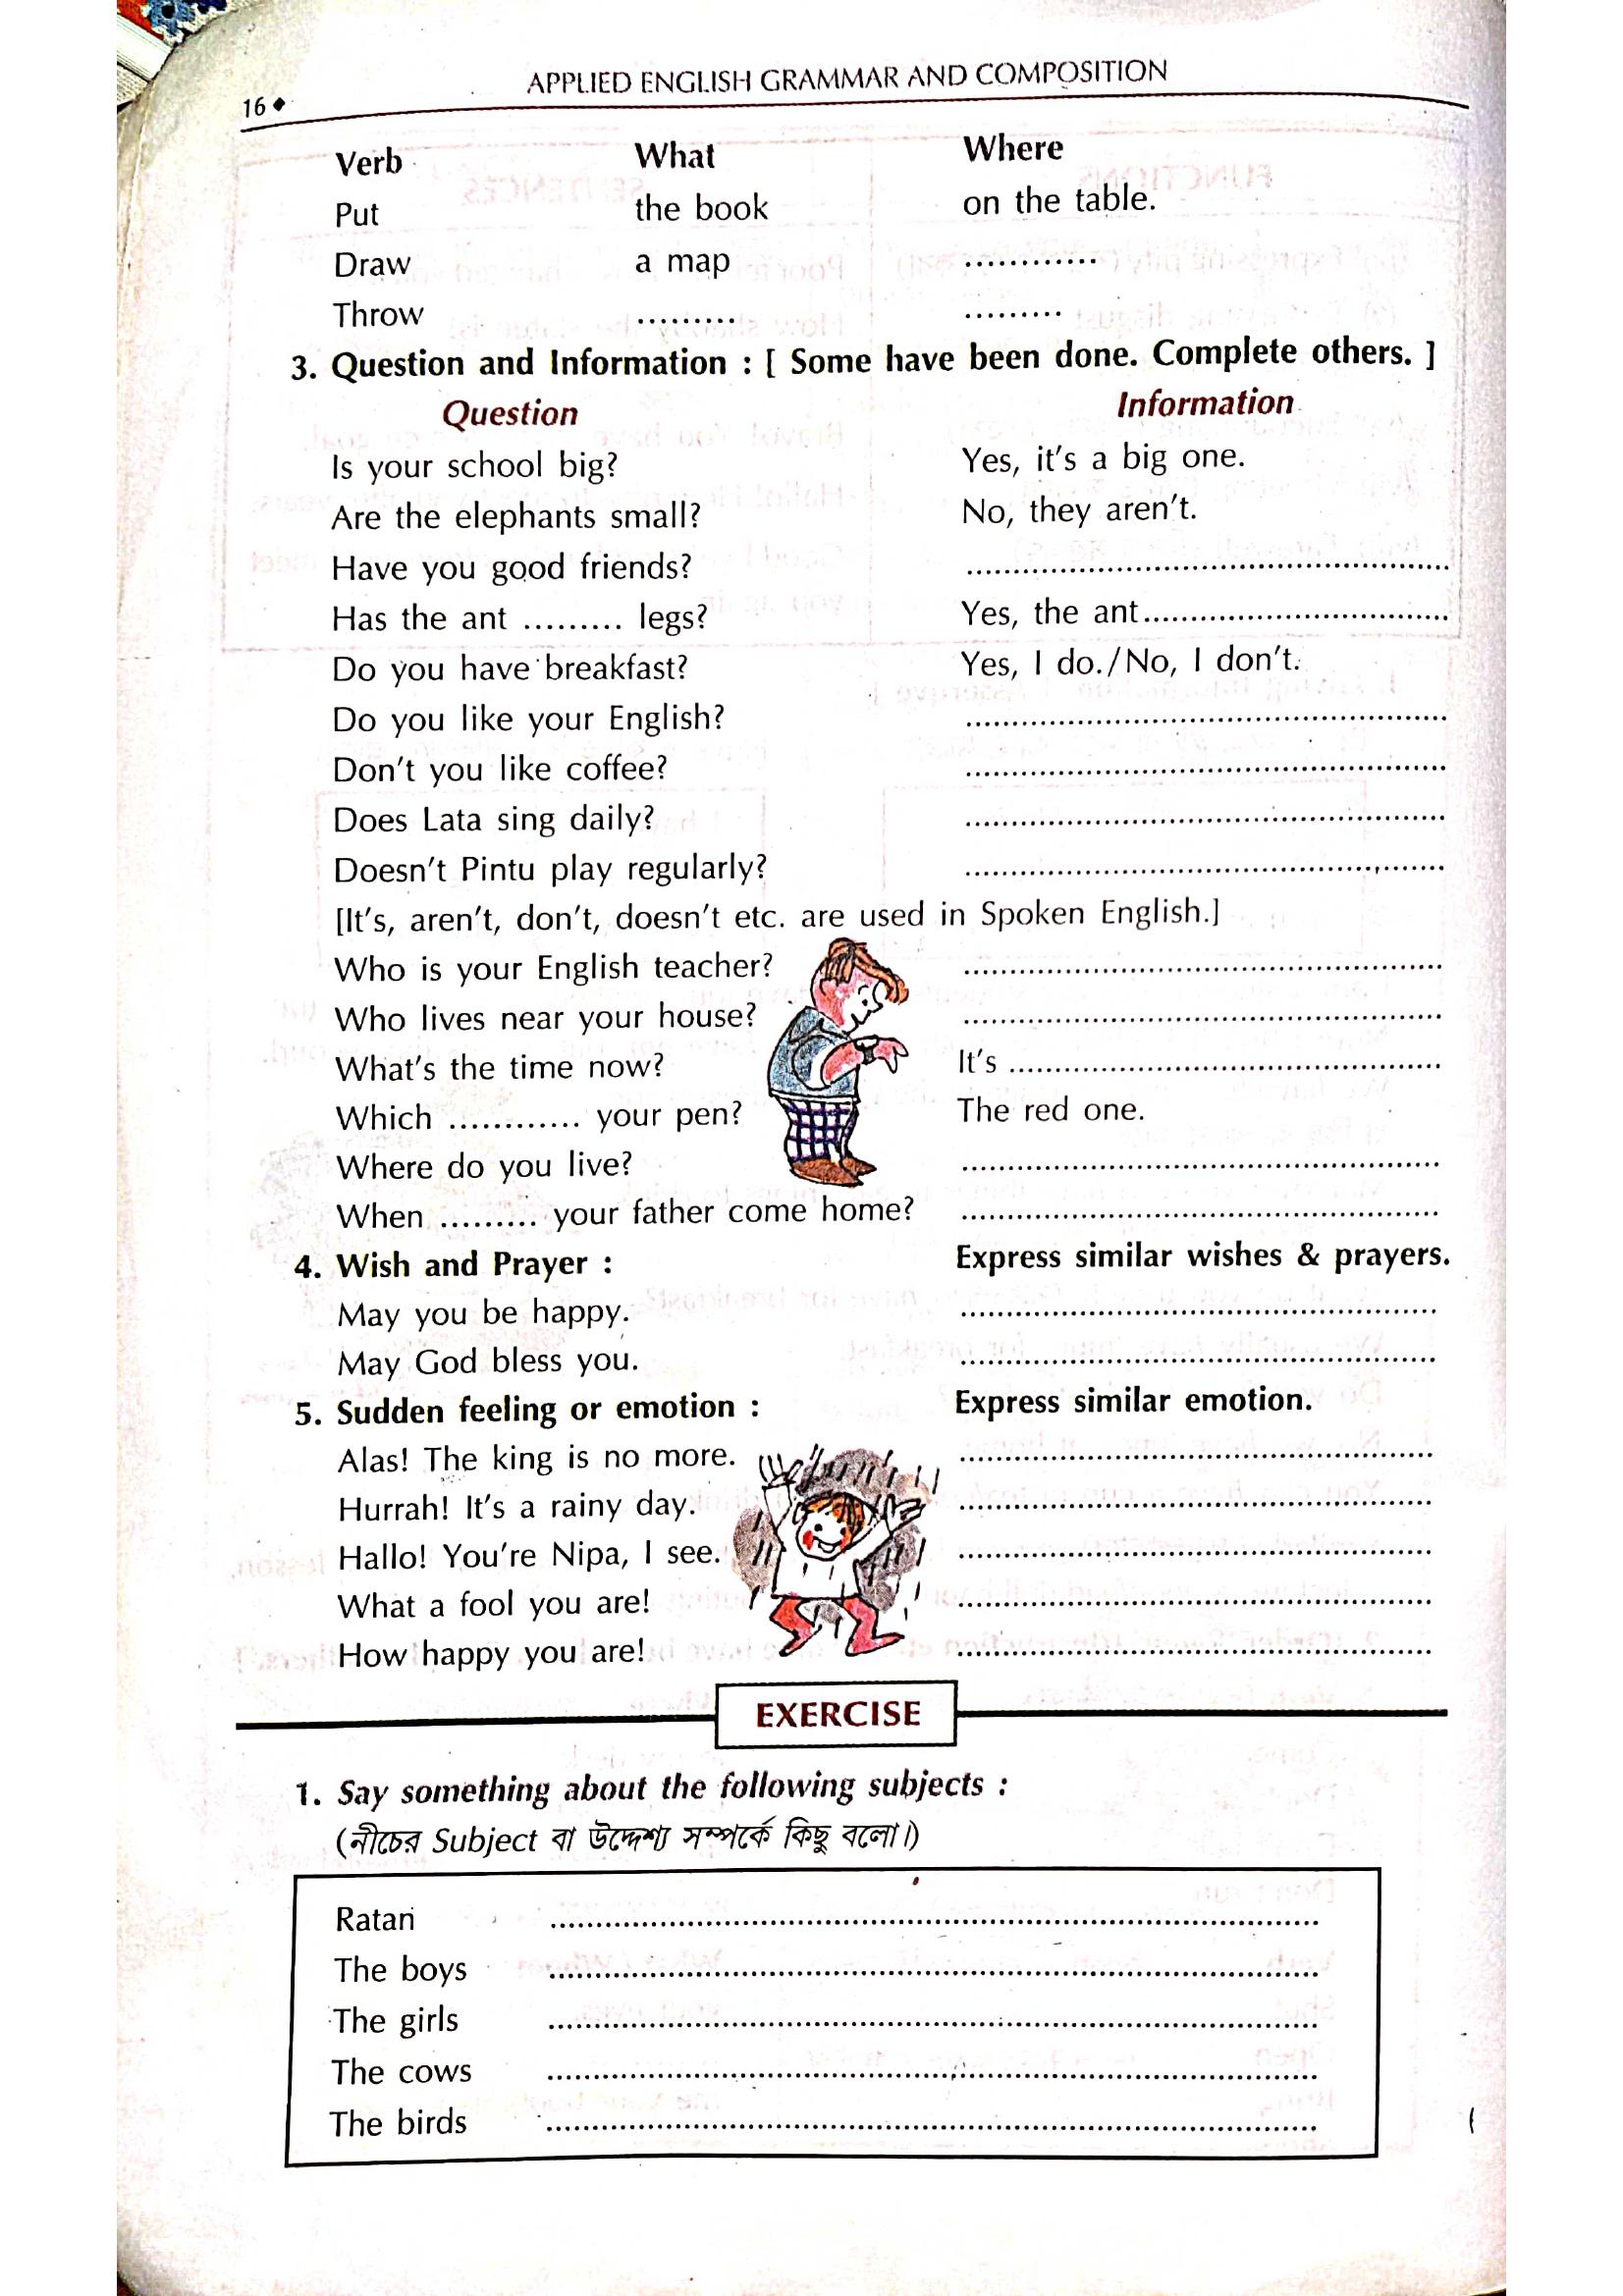 APPLIED ENGLISH GRAMMAR AND COMPOSITION
16 ◆
Verb What Where
Put the book on the table.
Draw a map ............
Throw ......... .........
3. Question and Information : [ Some have been done. Complete others. ]
Question Information
Is your school big? Yes, it's a big one.
Are the elephants small? No, they aren't.
Have you good friends? ..................................................
Has the ant ......... legs? Yes, the ant................................
Do you have breakfast? Yes, I do./No, I don't.
Do you like your English? ..................................................
Don't you like coffee? ..................................................
Does Lata sing daily? ..................................................
Doesn't Pintu play regularly? ..................................................
[It's, aren't, don't, doesn't etc. are used in Spoken English.]
Who is your English teacher? ..................................................
Who lives near your house? ..................................................
What's the time now? It's .............................................
Which ............ your pen? The red one.
Where do you live? ..................................................
When ......... your father come home? ..................................................
4. Wish and Prayer : Express similar wishes & prayers.
May you be happy. ..................................................
May God bless you. ..................................................
5. Sudden feeling or emotion : Express similar emotion.
Alas! The king is no more. ..................................................
Hurrah! It's a rainy day. ..................................................
Hallo! You're Nipa, I see. ..................................................
What a fool you are! ..................................................
How happy you are! ..................................................
EXERCISE
1. Say something about the following subjects :
(নীচের Subject বা উদ্দেশ্য সম্পর্কে কিছু বলো।)
Ratan ................................................................................
The boys ................................................................................
The girls ................................................................................
The cows ................................................................................
The birds ................................................................................